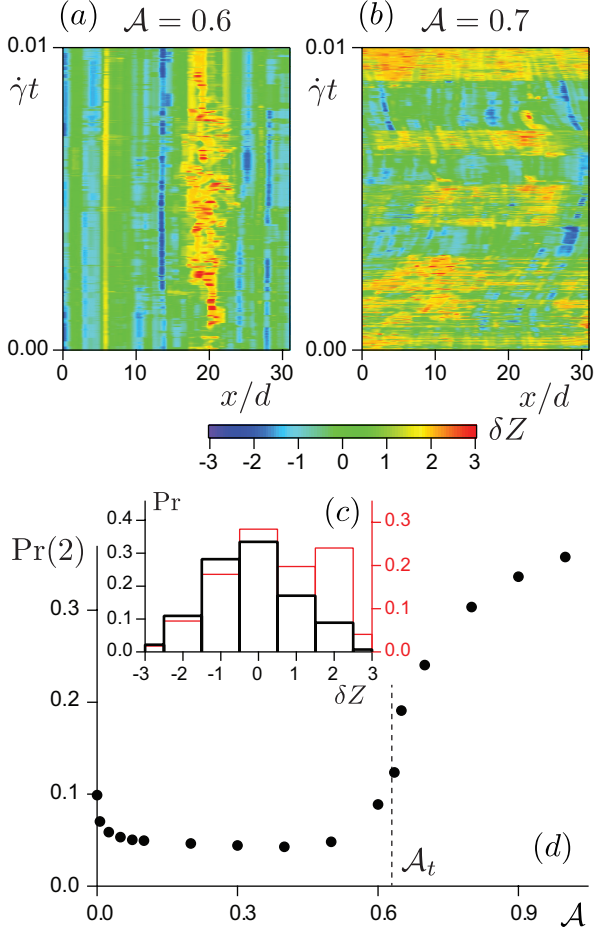 (a) 𝒜 = 0.6
(b) 𝒜 = 0.7
0.01
γ̇t
0.00
0 10 20 30
x/d
0.01
γ̇t
0.00
0 10 20 30
x/d
δZ
-3 -2 -1 0 1 2 3
Pr
(c)
0.4
0.3
0.2
0.1
0.0
0.3
0.2
0.1
0.0
-3 -2 -1 0 1 2 3
δZ
Pr(2)
0.3
0.2
0.1
0.0
𝒜t
(d)
0.0 0.3 0.6 0.9
𝒜